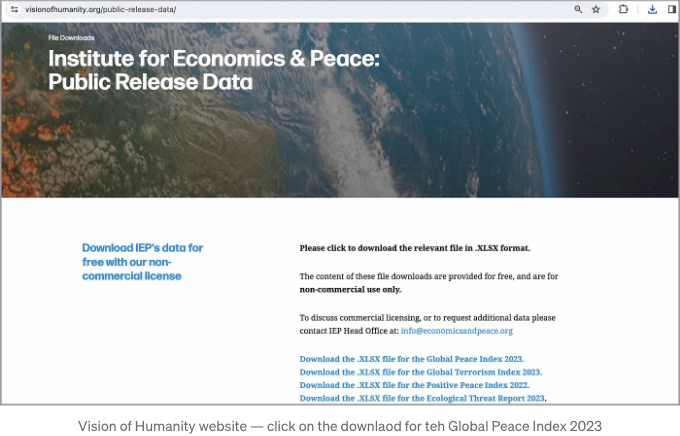 visionofhumanity.org/public-release-data/
File Downloads
Institute for Economics & Peace:
Public Release Data
Download IEP's data for
free with our non-
commercial license
Please click to download the relevant file in .XLSX format.
The content of these file downloads are provided for free, and are for
non-commercial use only.
To discuss commercial licensing, or to request additional data please
contact IEP Head Office at: info@economicsandpeace.org
Download the .XLSX file for the Global Peace Index 2023.
Download the .XLSX file for the Global Terrorism Index 2023.
Download the .XLSX file for the Positive Peace Index 2022.
Download the .XLSX file for the Ecological Threat Report 2023.
Vision of Humanity website — click on the downlaod for teh Global Peace Index 2023